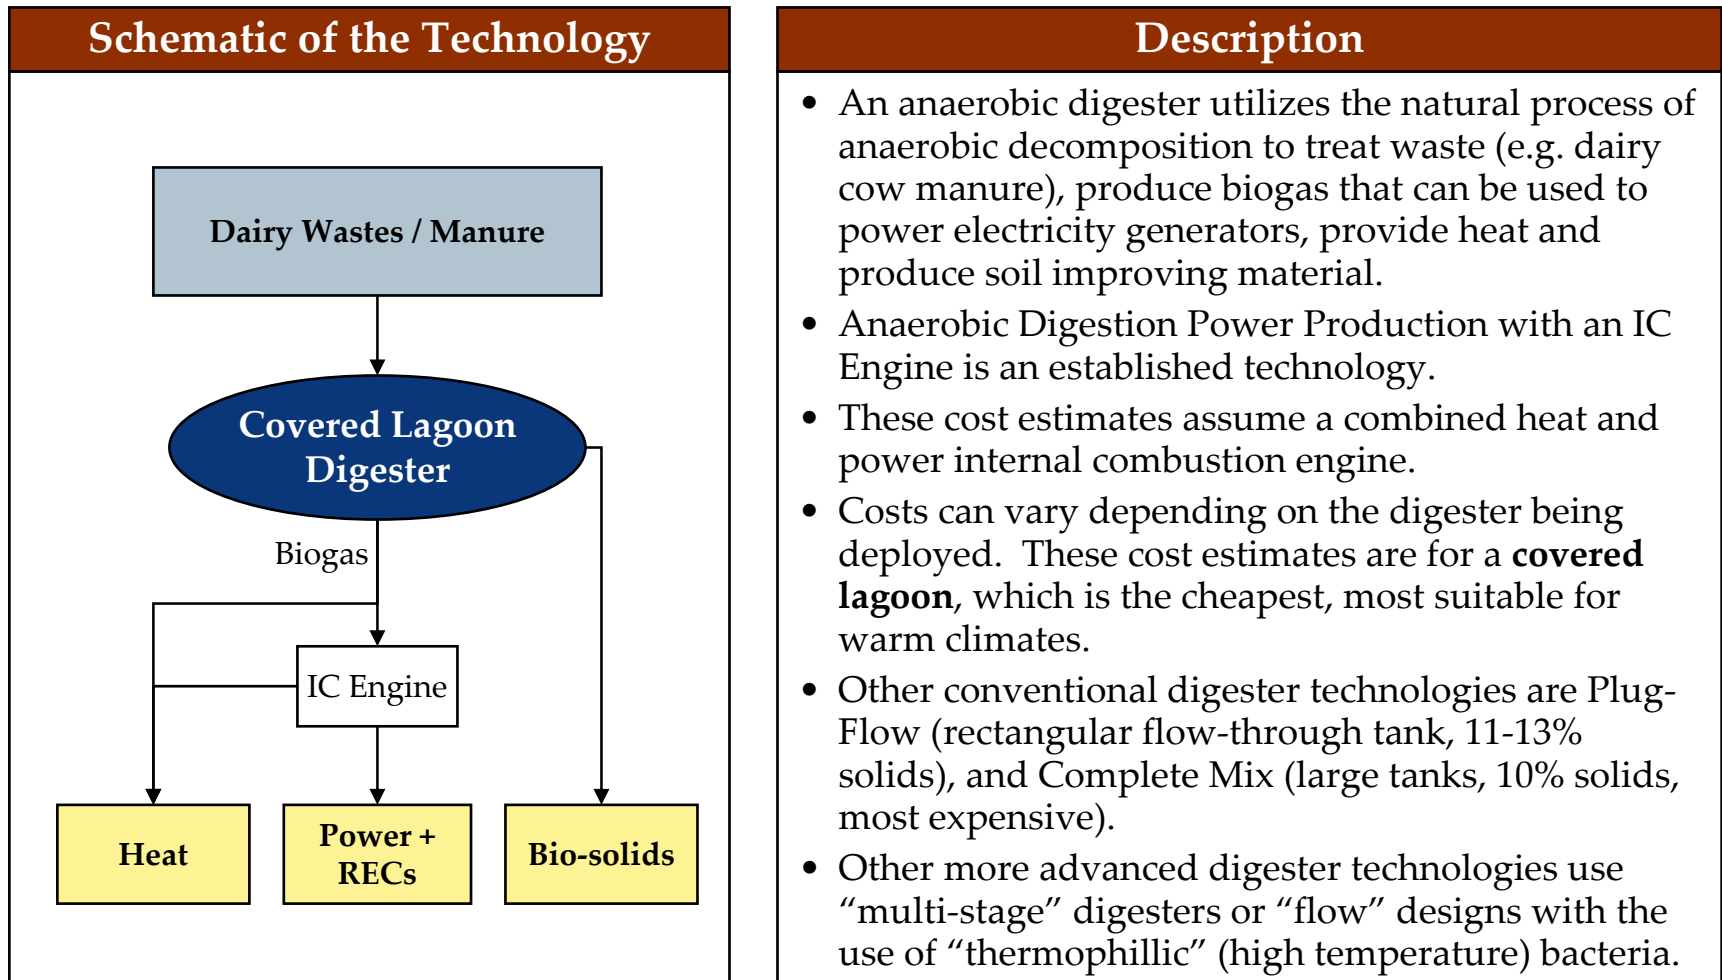 Schematic of the Technology
Dairy Wastes / Manure
Covered Lagoon
Digester
Biogas
IC Engine
Heat
Power +
RECs
Bio-solids
Description
• An anaerobic digester utilizes the natural process of
anaerobic decomposition to treat waste (e.g. dairy
cow manure), produce biogas that can be used to
power electricity generators, provide heat and
produce soil improving material.
• Anaerobic Digestion Power Production with an IC
Engine is an established technology.
• These cost estimates assume a combined heat and
power internal combustion engine.
• Costs can vary depending on the digester being
deployed.  These cost estimates are for a covered
lagoon, which is the cheapest, most suitable for
warm climates.
• Other conventional digester technologies are Plug-
Flow (rectangular flow-through tank, 11-13%
solids), and Complete Mix (large tanks, 10% solids,
most expensive).
• Other more advanced digester technologies use
“multi-stage” digesters or “flow” designs with the
use of “thermophillic” (high temperature) bacteria.